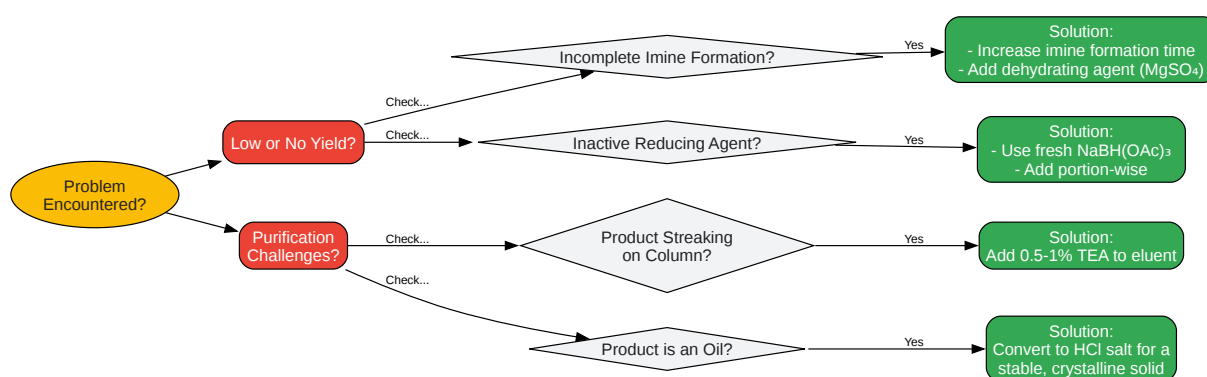 Problem
Encountered?
Low or No Yield?
Check...
Incomplete Imine Formation?
Yes
Solution:
- Increase imine formation time
- Add dehydrating agent (MgSO₄)
Check...
Inactive Reducing Agent?
Yes
Solution:
- Use fresh NaBH(OAc)₃
- Add portion-wise
Purification
Challenges?
Check...
Product Streaking
on Column?
Yes
Solution:
Add 0.5-1% TEA to eluent
Check...
Product is an Oil?
Yes
Solution:
Convert to HCl salt for a
stable, crystalline solid